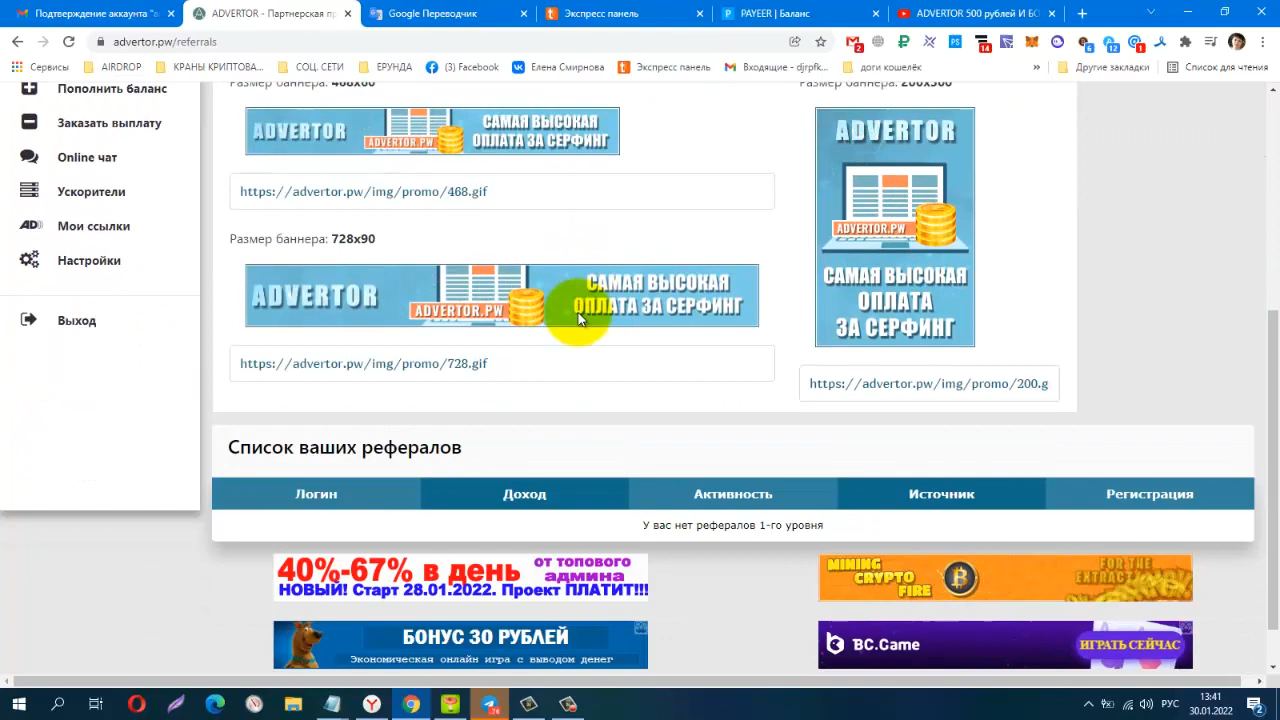 Подтверждение аккаунта "а
ADVERTOR - Партнерская пр
Google Переводчик
Экспресс панель
PAYEER | Баланс
ADVERTOR 500 рублей И БО
advertor.pw/referrals
Сервисы
AIRDROP
КРАНЫ КРИПТОВА...
СОЦ. СЕТИ
ЕРУНДА
(3) Facebook
Елена Смирнова
Экспресс панель
Входящие - djrpfk...
доги кошелёк
»
Другие закладки
Список для чтения
Пополнить баланс
Заказать выплату
Online чат
Ускорители
Мои ссылки
Настройки
Выход
Размер баннера: 468x60
ADVERTOR
ADVERTOR.PW
САМАЯ ВЫСОКАЯ
ОПЛАТА ЗА СЕРФИНГ
https://advertor.pw/img/promo/468.gif
Размер баннера: 728x90
ADVERTOR
ADVERTOR.PW
САМАЯ ВЫСОКАЯ
ОПЛАТА ЗА СЕРФИНГ
https://advertor.pw/img/promo/728.gif
Размер баннера: 200x300
ADVERTOR
ADVERTOR.PW
САМАЯ ВЫСОКАЯ
ОПЛАТА
ЗА СЕРФИНГ
https://advertor.pw/img/promo/200.g
Список ваших рефералов
Логин Доход Активность Источник Регистрация
У вас нет рефералов 1-го уровня
40%-67% в день от топового админа
НОВЫЙ! Старт 28.01.2022. Проект ПЛАТИТ!!!
MINING CRYPTO FIRE
FOR THE EXTRACTION
БОНУС 30 РУБЛЕЙ
Экономическая онлайн игра с выводом денег
BC.Game
ИГРАТЬ СЕЙЧАС
РУС
13:41
30.01.2022